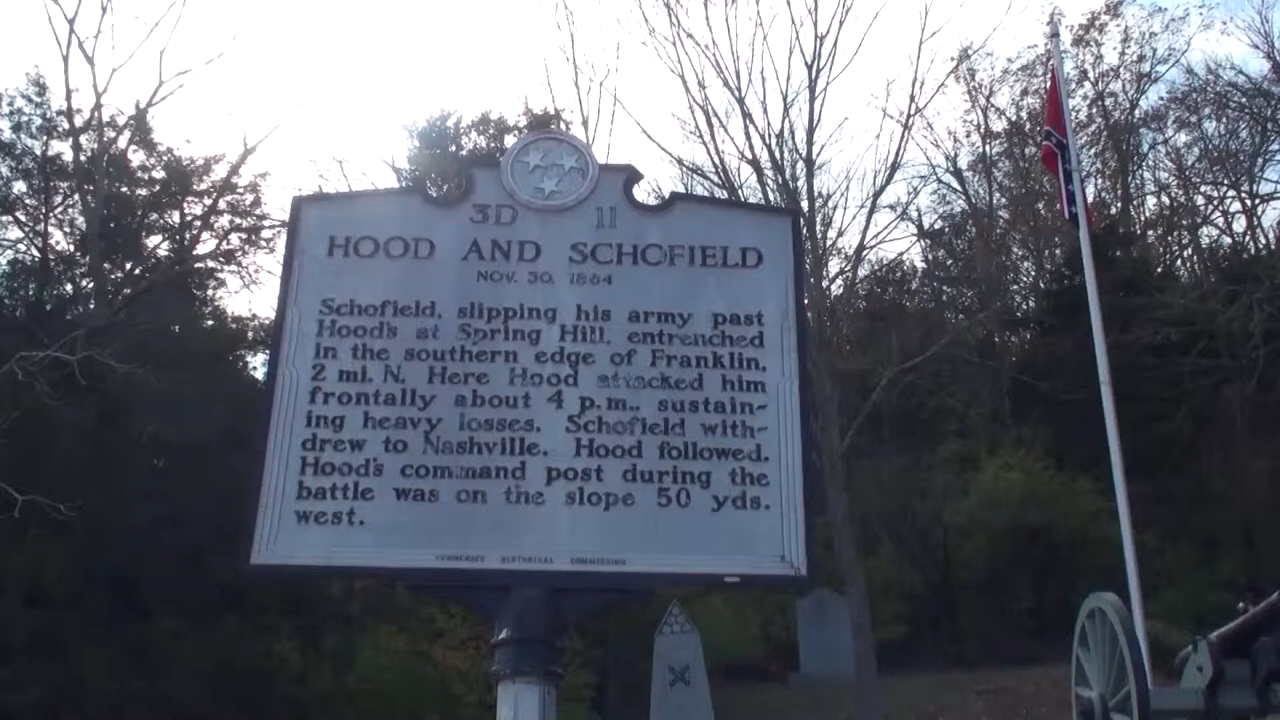 3D 11
HOOD AND SCHOFIELD
NOV. 30, 1864
Schofield, slipping his army past
Hood's at Spring Hill, entrenched
in the southern edge of Franklin,
2 mi. N. Here Hood attacked him
frontally about 4 p.m., sustain-
ing heavy losses. Schofield with-
drew to Nashville. Hood followed.
Hood's command post during the
battle was on the slope 50 yds.
west.
TENNESSEE HISTORICAL COMMISSION